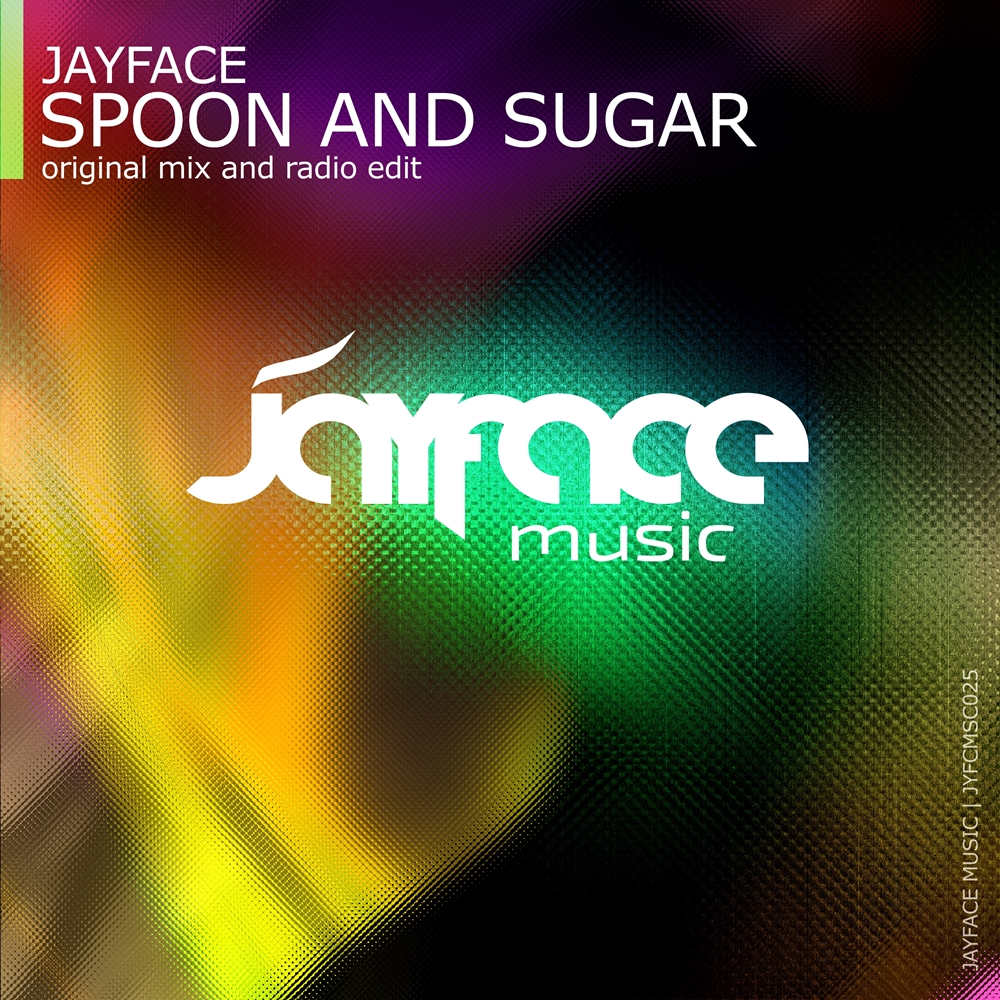 JAYFACE
SPOON AND SUGAR
original mix and radio edit
jayface
music
JAYFACE MUSIC | JYFCMSC025